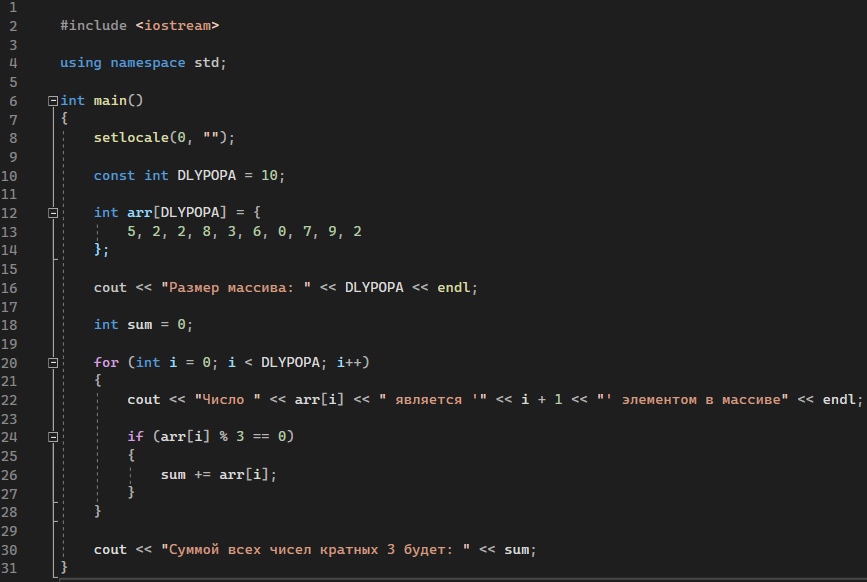 1
2 #include <iostream>
3
4 using namespace std;
5
6 int main()
7 {
8 setlocale(0, "");
9
10 const int DLYPOPA = 10;
11
12 int arr[DLYPOPA] = {
13 5, 2, 2, 8, 3, 6, 0, 7, 9, 2
14 };
15
16 cout << "Размер массива: " << DLYPOPA << endl;
17
18 int sum = 0;
19
20 for (int i = 0; i < DLYPOPA; i++)
21 {
22 cout << "Число " << arr[i] << " является '" << i + 1 << "' элементом в массиве" << endl;
23
24 if (arr[i] % 3 == 0)
25 {
26 sum += arr[i];
27 }
28 }
29
30 cout << "Суммой всех чисел кратных 3 будет: " << sum;
31 }